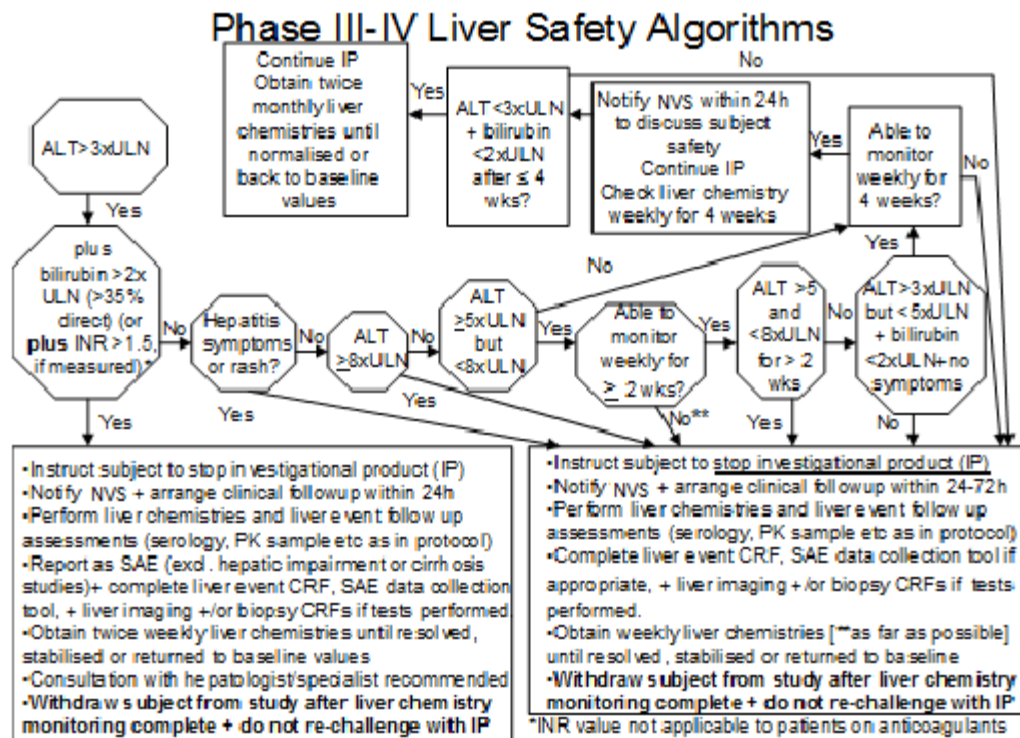 Phase III-IV Liver Safety Algorithms
Continue IP
Obtain twice
monthly liver
chemistries until
normalised or
back to baseline
values
Yes
ALT <3xULN
+ bilirubin
<2xULN
after ≤ 4
wks?
No
Notify NVS within 24h
to discuss subject
safety
Continue IP
Check liver chemistry
weekly for 4 weeks
Yes
Able to
monitor
weekly for
4 weeks?
No
ALT>3xULN
Yes
plus
bilirubin >2x
ULN (>35%
direct) (or
plus INR >1.5,
if measured)*
No
Hepatitis
symptoms
or rash?
No
ALT
≥8xULN
No
ALT
≥5xULN
but
<8xULN
No
Yes
Able to
monitor
weekly for
≥ 2 wks?
Yes
ALT >5
and
<8xULN
for > 2
wks
No
Yes
ALT>3xULN
but <5xULN
+ bilirubin
<2xULN+no
symptoms
Yes
Yes
Yes
No**
Yes
No
•Instruct subject to stop investigational product (IP)
•Notify NVS + arrange clinical followup within 24h
•Perform liver chemistries and liver event follow up
assessments (serology, PK sample etc as in protocol)
•Report as SAE (excl. hepatic impairment or cirrhosis
studies)+ complete liver event CRF, SAE data collection
tool, + liver imaging +/or biopsy CRFs if tests performed.
•Obtain twice weekly liver chemistries until resolved,
stabilised or returned to baseline values
•Consultation with hepatologist/specialist recommended
•Withdraw subject from study after liver chemistry
monitoring complete + do not re-challenge with IP
•Instruct subject to stop investigational product (IP)
•Notify NVS + arrange clinical followup within 24-72h
•Perform liver chemistries and liver event follow up
assessments (serology, PK sample etc as in protocol)
•Complete liver event CRF, SAE data collection tool if
appropriate, + liver imaging +/or biopsy CRFs if tests
performed.
•Obtain weekly liver chemistries [**as far as possible]
until resolved, stabilised or returned to baseline
•Withdraw subject from study after liver chemistry
monitoring complete + do not re-challenge with IP
*INR value not applicable to patients on anticoagulants